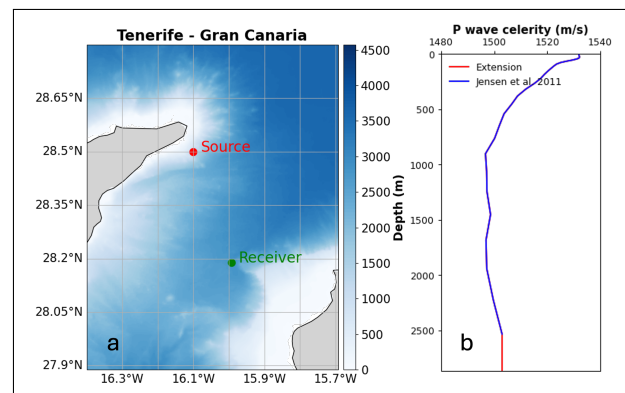 Tenerife - Gran Canaria
28.65°N
28.5°N
28.35°N
28.2°N
28.05°N
27.9°N
16.3°W
16.1°W
15.9°W
15.7°W
Source
Receiver
a
4500
4000
3500
3000
2500
2000
1500
1000
500
0
P wave celerity (m/s)
1480
1500
1520
1540
Depth (m)
0
500
1000
1500
2000
2500
Extension
Jensen et al. 2011
b